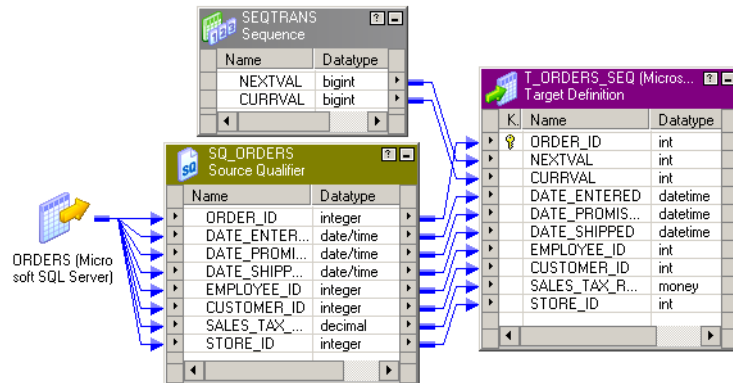 SEQTRANS
Sequence
Name Datatype
NEXTVAL bigint
CURRVAL bigint
T_ORDERS_SEQ (Micros...
Target Definition
K. Name Datatype
ORDER_ID int
NEXTVAL int
CURRVAL int
DATE_ENTERED datetime
DATE_PROMIS... datetime
DATE_SHIPPED datetime
EMPLOYEE_ID int
CUSTOMER_ID int
SALES_TAX_R... money
STORE_ID int
SQ_ORDERS
Source Qualifier
Name Datatype
ORDER_ID integer
DATE_ENTER... date/time
DATE_PROMI... date/time
DATE_SHIPP... date/time
EMPLOYEE_ID integer
CUSTOMER_ID integer
SALES_TAX_... decimal
STORE_ID integer
ORDERS (Micro
soft SQL Server)